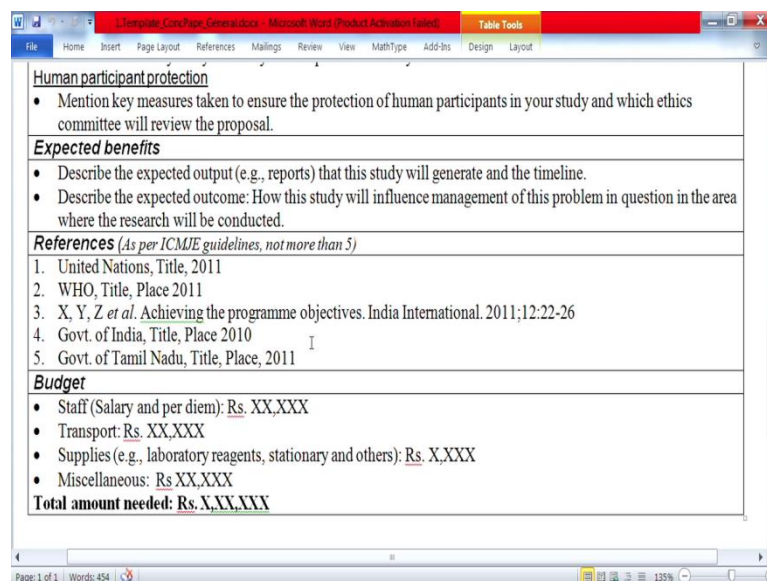 1.Template_ConcPape_General.docx - Microsoft Word (Product Activation Failed)
Table Tools
File Home Insert Page Layout References Mailings Review View MathType Add-Ins Design Layout
Human participant protection
• Mention key measures taken to ensure the protection of human participants in your study and which ethics
committee will review the proposal.
Expected benefits
• Describe the expected output (e.g., reports) that this study will generate and the timeline.
• Describe the expected outcome: How this study will influence management of this problem in question in the area
where the research will be conducted.
References (As per ICMJE guidelines, not more than 5)
1. United Nations, Title, 2011
2. WHO, Title, Place 2011
3. X, Y, Z et al. Achieving the programme objectives. India International. 2011;12:22-26
4. Govt. of India, Title, Place 2010
5. Govt. of Tamil Nadu, Title, Place, 2011
Budget
• Staff (Salary and per diem): Rs. XX,XXX
• Transport: Rs. XX,XXX
• Supplies (e.g., laboratory reagents, stationary and others): Rs. X,XXX
• Miscellaneous: Rs XX,XXX
Total amount needed: Rs. X,XX,XXX
Page: 1 of 1 Words: 454 135%